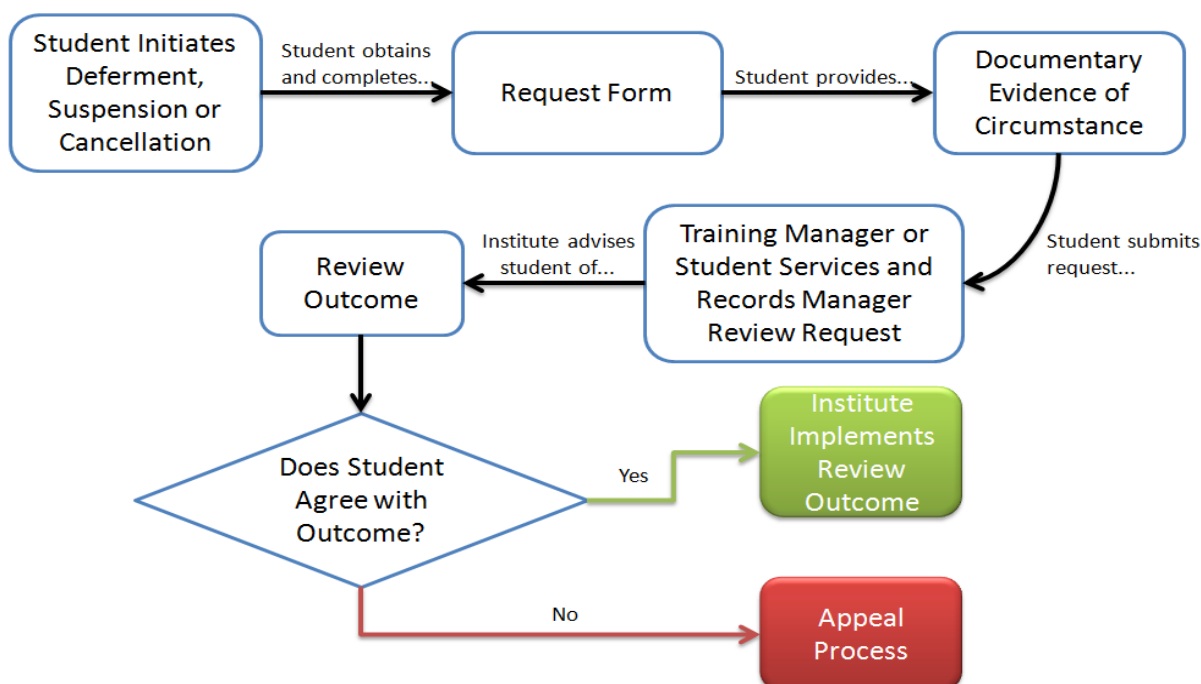 Student Initiates
Deferment,
Suspension or
Cancellation
Student obtains
and completes...
Request Form
Student provides...
Documentary
Evidence of
Circumstance
Student submits
request...
Training Manager or
Student Services and
Records Manager
Review Request
Institute advises
student of...
Review
Outcome
Does Student
Agree with
Outcome?
Yes
Institute
Implements
Review
Outcome
No
Appeal
Process